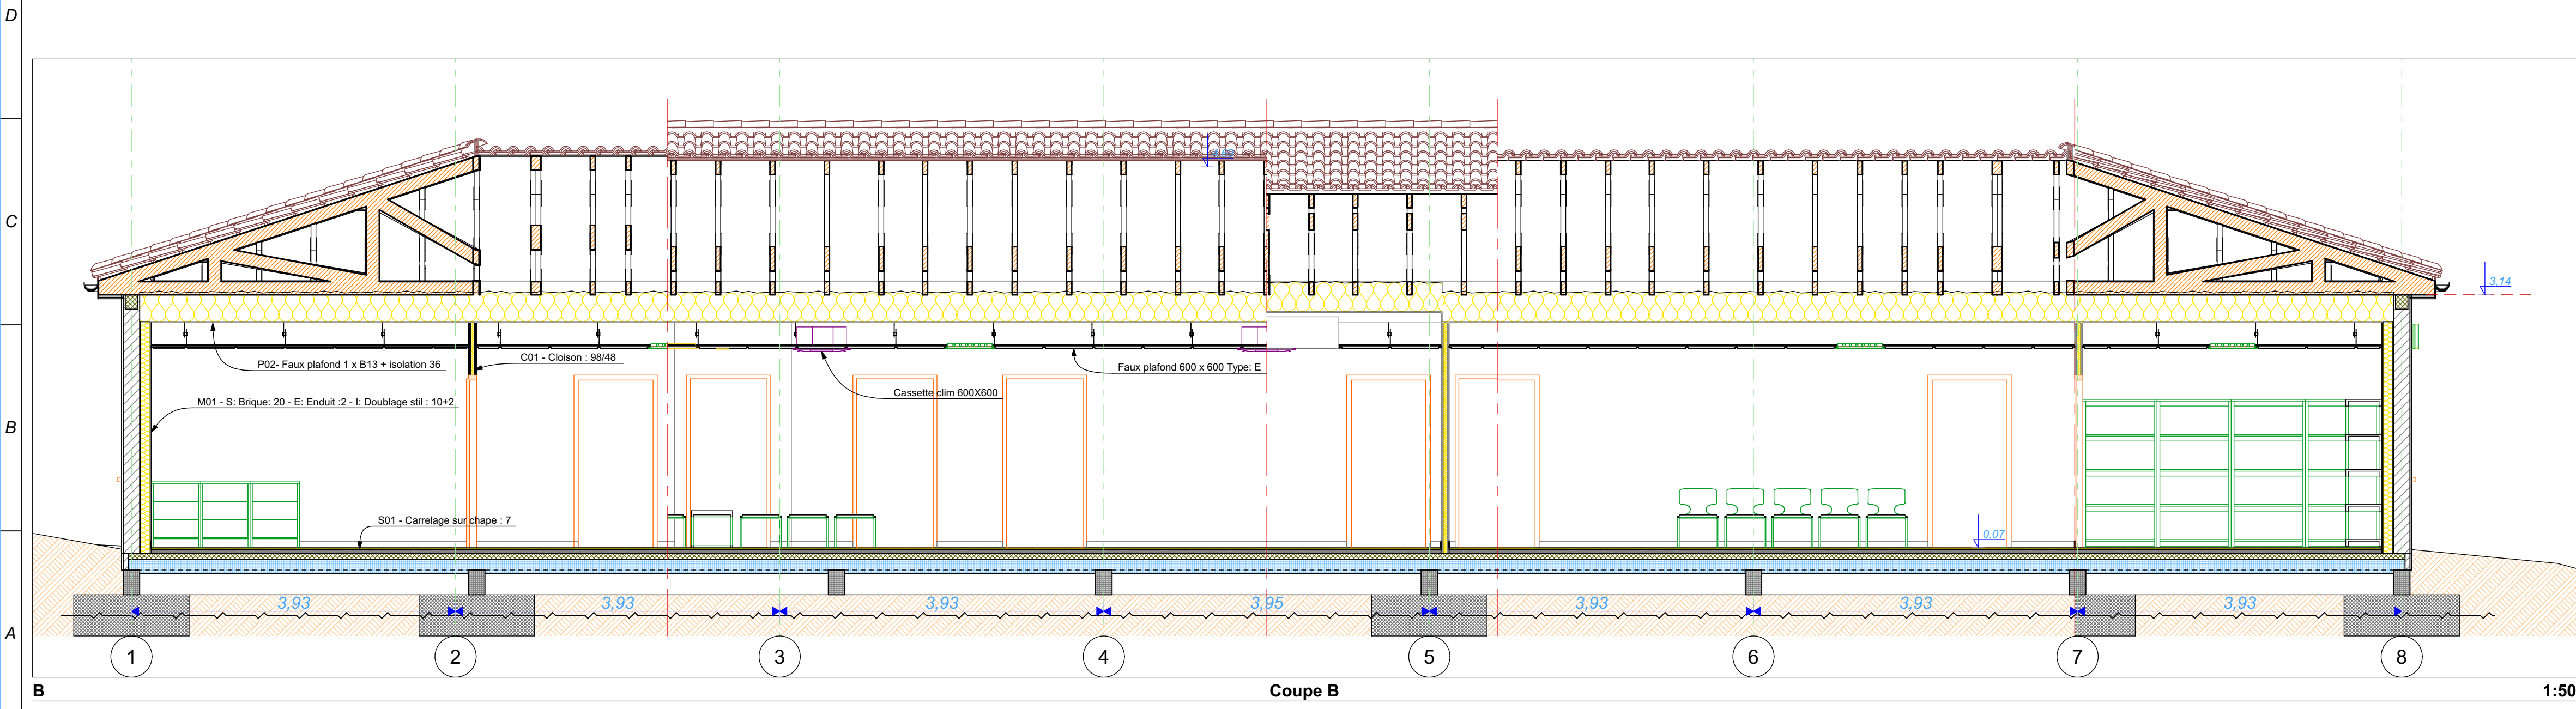 D
C
3,14
P02- Faux plafond 1 x B13 + isolation 36
C01 - Cloison : 98/48
Faux plafond 600 x 600 Type: E
Cassette clim 600X600
M01 - S: Brique: 20 - E: Enduit :2 - I: Doublage stil : 10+2
B
S01 - Carrelage sur chape : 7
0,07
3,93 3,93 3,93 3,95 3,93 3,93 3,93
A
1 2 3 4 5 6 7 8
B Coupe B 1:50